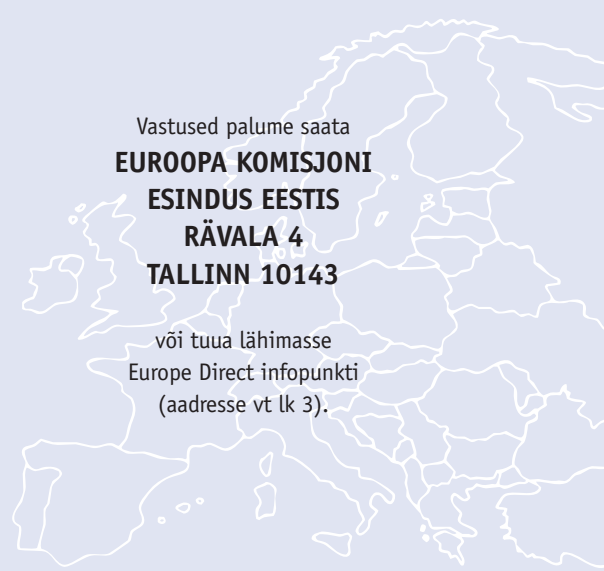 Vastused palume saata
EUROOPA KOMISJONI
ESINDUS EESTIS
RÄVALA 4
TALLINN 10143
või tuua lähimasse
Europe Direct infopunkti
(aadresse vt lk 3).